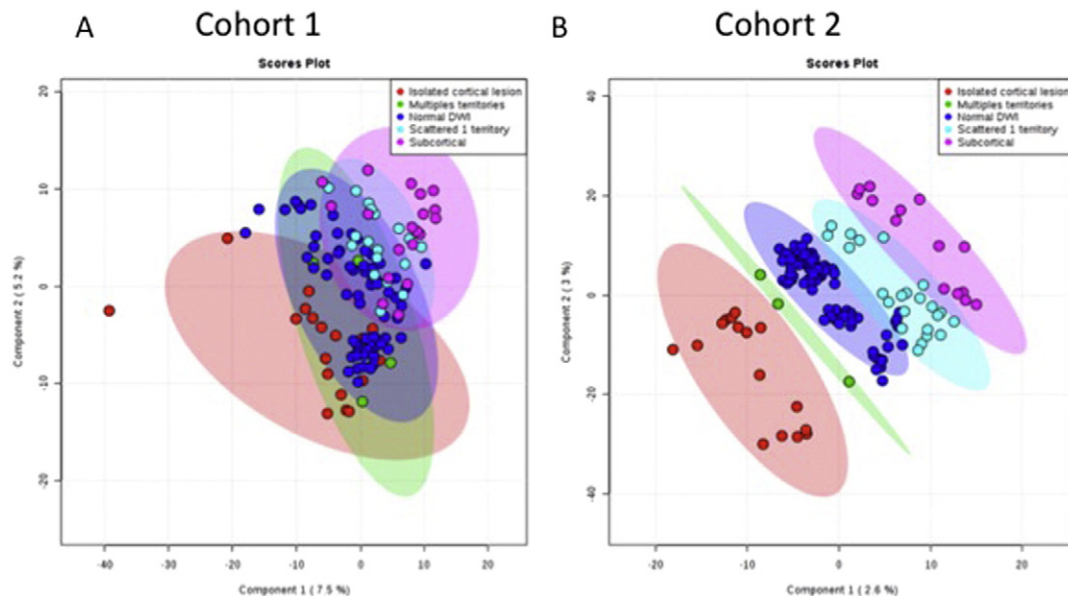 A
Cohort 1
Scores Plot
Isolated cortical lesion
Multiples territories
Normal DWI
Scattered 1 territory
Subcortical
20
10
0
-10
-20
Component 2 ( 5.2 %)
-40
-30
-20
-10
0
10
20
Component 1 ( 7.5 %)
B
Cohort 2
Scores Plot
Isolated cortical lesion
Multiples territories
Normal DWI
Scattered 1 territory
Subcortical
40
20
0
-20
-40
Component 2 ( 3 %)
-20
-10
0
10
20
Component 1 ( 2.6 %)